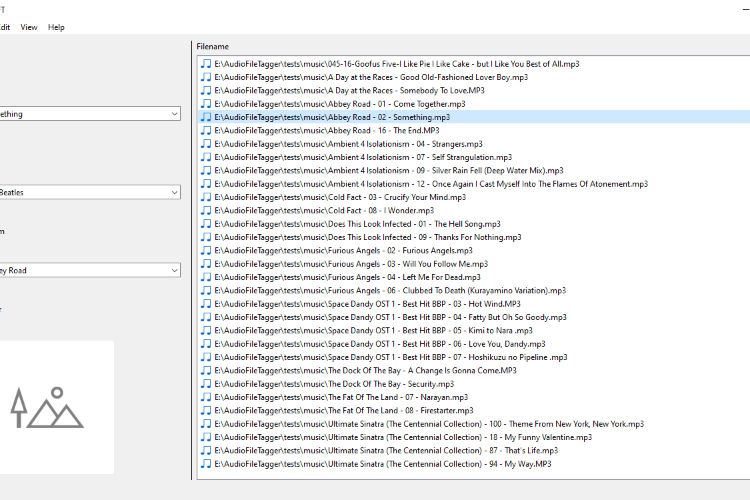 FT
Edit View Help
Filename
E:\AudioFileTagger\tests\music\045-16-Goofus Five-I Like Pie I Like Cake - but I Like You Best of All.mp3
E:\AudioFileTagger\tests\music\A Day at the Races - Good Old-Fashioned Lover Boy.mp3
E:\AudioFileTagger\tests\music\A Day at the Races - Somebody To Love.MP3
E:\AudioFileTagger\tests\music\Abbey Road - 01 - Come Together.mp3
ething
E:\AudioFileTagger\tests\music\Abbey Road - 02 - Something.mp3
E:\AudioFileTagger\tests\music\Abbey Road - 16 - The End.MP3
E:\AudioFileTagger\tests\music\Ambient 4 Isolationism - 04 - Strangers.mp3
E:\AudioFileTagger\tests\music\Ambient 4 Isolationism - 07 - Self Strangulation.mp3
E:\AudioFileTagger\tests\music\Ambient 4 Isolationism - 09 - Silver Rain Fell (Deep Water Mix).mp3
E:\AudioFileTagger\tests\music\Ambient 4 Isolationism - 12 - Once Again I Cast Myself Into The Flames Of Atonement.mp3
Beatles
E:\AudioFileTagger\tests\music\Cold Fact - 03 - Crucify Your Mind.mp3
E:\AudioFileTagger\tests\music\Cold Fact - 08 - I Wonder.mp3
E:\AudioFileTagger\tests\music\Does This Look Infected - 01 - The Hell Song.mp3
m
E:\AudioFileTagger\tests\music\Does This Look Infected - 09 - Thanks For Nothing.mp3
E:\AudioFileTagger\tests\music\Furious Angels - 02 - Furious Angels.mp3
E:\AudioFileTagger\tests\music\Furious Angels - 03 - Will You Follow Me.mp3
ey Road
E:\AudioFileTagger\tests\music\Furious Angels - 04 - Left Me For Dead.mp3
E:\AudioFileTagger\tests\music\Furious Angels - 06 - Clubbed To Death (Kurayamino Variation).mp3
E:\AudioFileTagger\tests\music\Space Dandy OST 1 - Best Hit BBP - 03 - Hot Wind.MP3
E:\AudioFileTagger\tests\music\Space Dandy OST 1 - Best Hit BBP - 04 - Fatty But Oh So Goody.mp3
E:\AudioFileTagger\tests\music\Space Dandy OST 1 - Best Hit BBP - 05 - Kimi to Nara .mp3
E:\AudioFileTagger\tests\music\Space Dandy OST 1 - Best Hit BBP - 06 - Love You, Dandy.mp3
E:\AudioFileTagger\tests\music\Space Dandy OST 1 - Best Hit BBP - 07 - Hoshikuzu no Pipeline .mp3
E:\AudioFileTagger\tests\music\The Dock Of The Bay - A Change Is Gonna Come.MP3
E:\AudioFileTagger\tests\music\The Dock Of The Bay - Security.mp3
E:\AudioFileTagger\tests\music\The Fat Of The Land - 07 - Narayan.mp3
E:\AudioFileTagger\tests\music\The Fat Of The Land - 08 - Firestarter.mp3
E:\AudioFileTagger\tests\music\Ultimate Sinatra (The Centennial Collection) - 100 - Theme From New York, New York.mp3
E:\AudioFileTagger\tests\music\Ultimate Sinatra (The Centennial Collection) - 18 - My Funny Valentine.mp3
E:\AudioFileTagger\tests\music\Ultimate Sinatra (The Centennial Collection) - 87 - That's Life.mp3
E:\AudioFileTagger\tests\music\Ultimate Sinatra (The Centennial Collection) - 94 - My Way.MP3